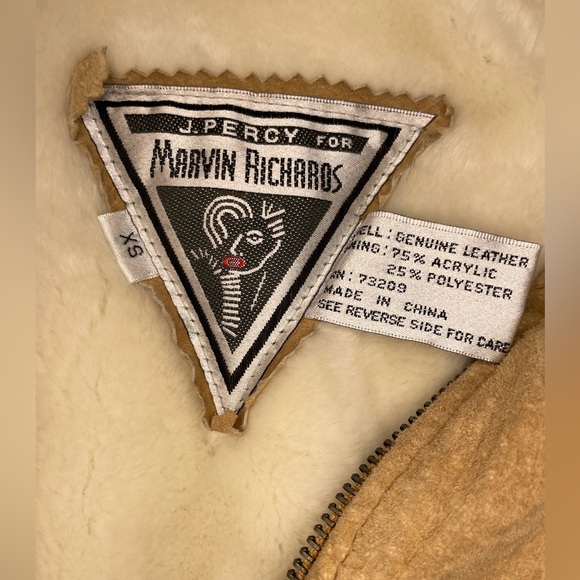 J. PERCY FOR
MARVIN RICHARDS
XS
ELL: GENUINE LEATHER
NING: 75% ACRYLIC
25% POLYESTER
RN: 73209
MADE IN CHINA
SEE REVERSE SIDE FOR CARE